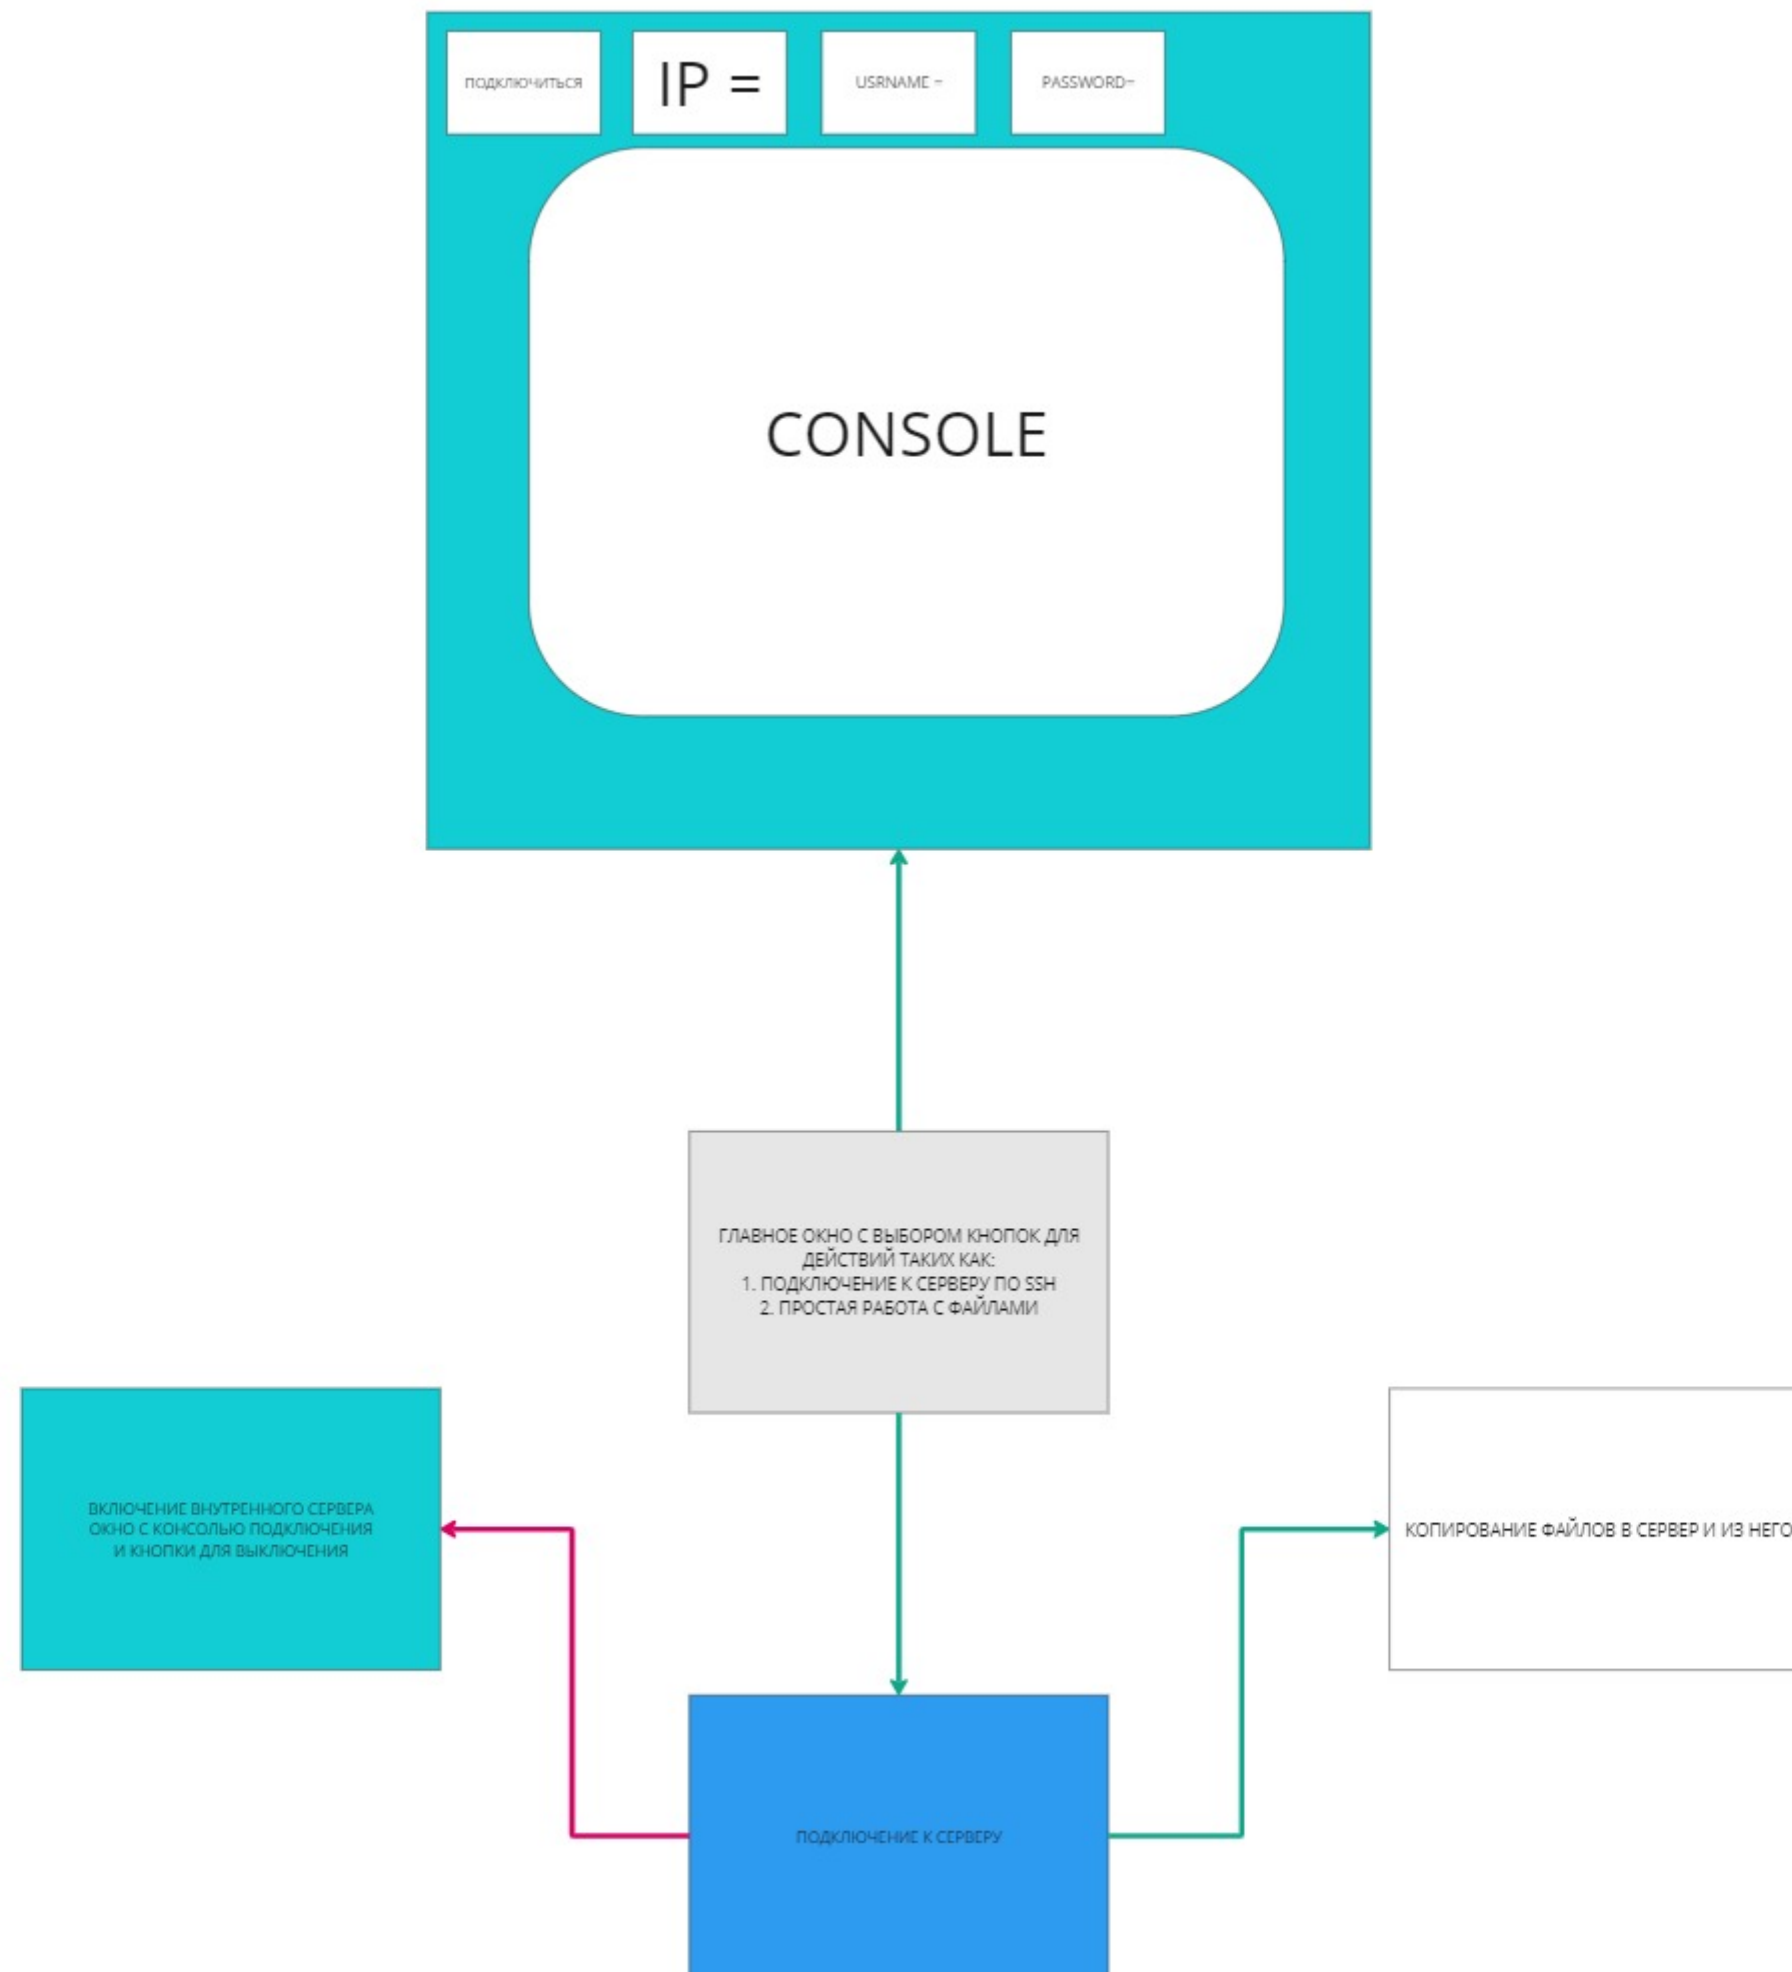 ПОДКЛЮЧИТЬСЯ
IP =
USRNAME =
PASSWORD=
CONSOLE
ГЛАВНОЕ ОКНО С ВЫБОРОМ КНОПОК ДЛЯ
ДЕЙСТВИЙ ТАКИХ КАК:
1. ПОДКЛЮЧЕНИЕ К СЕРВЕРУ ПО SSH
2. ПРОСТАЯ РАБОТА С ФАЙЛАМИ
ВКЛЮЧЕНИЕ ВНУТРЕННОГО СЕРВЕРА
ОКНО С КОНСОЛЬЮ ПОДКЛЮЧЕНИЯ
И КНОПКИ ДЛЯ ВЫКЛЮЧЕНИЯ
КОПИРОВАНИЕ ФАЙЛОВ В СЕРВЕР И ИЗ НЕГО
ПОДКЛЮЧЕНИЕ К СЕРВЕРУ